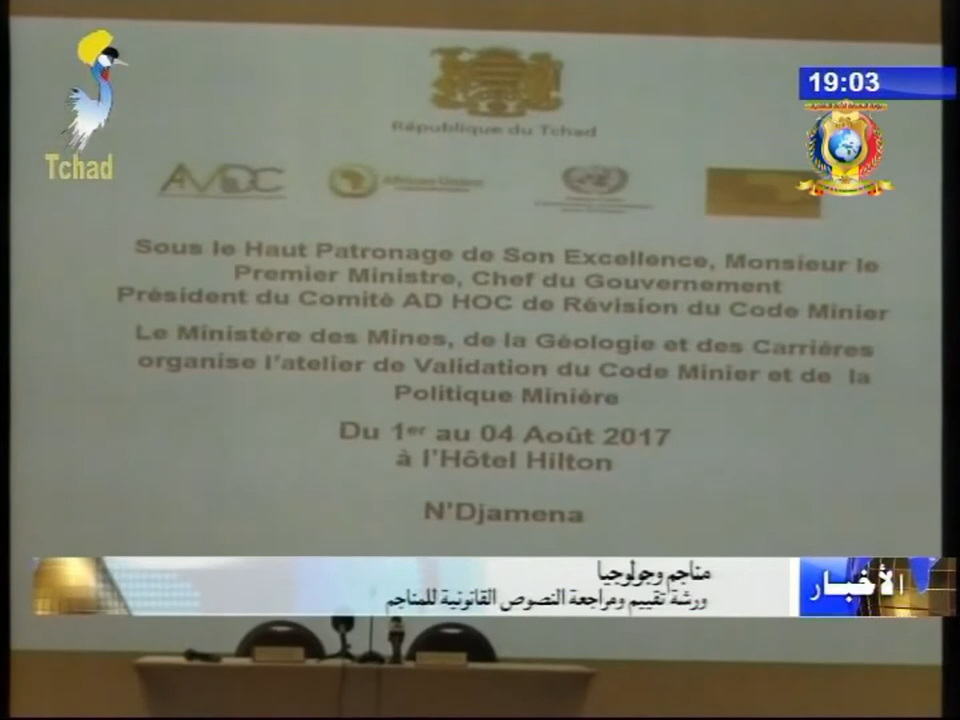 19:03
Tchad
République du Tchad
AMDC
Sous le Haut Patronage de Son Excellence, Monsieur le
Premier Ministre, Chef du Gouvernement
Président du Comité AD HOC de Révision du Code Minier
Le Ministère des Mines, de la Géologie et des Carrières
organise l'atelier de Validation du Code Minier et de la
Politique Minière
Du 1er au 04 Août 2017
à l'Hôtel Hilton
N'Djamena
مناجم وجولوجيا
ورشة تقييم ومراجعة النصوص القانونية للمناجم
الأخبار